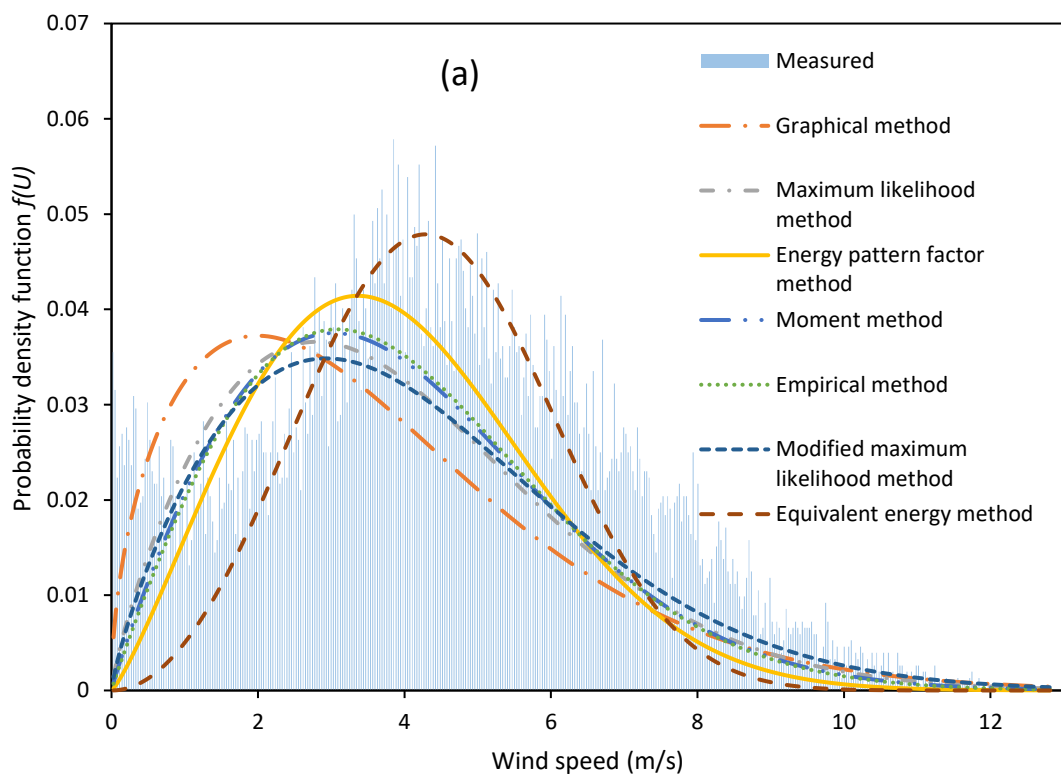 0.07
0.06
0.05
0.04
0.03
0.02
0.01
0
Probability density function f(U)
(a)
Measured
Graphical method
Maximum likelihood
method
Energy pattern factor
method
Moment method
Empirical method
Modified maximum
likelihood method
Equivalent energy method
0 2 4 6 8 10 12
Wind speed (m/s)